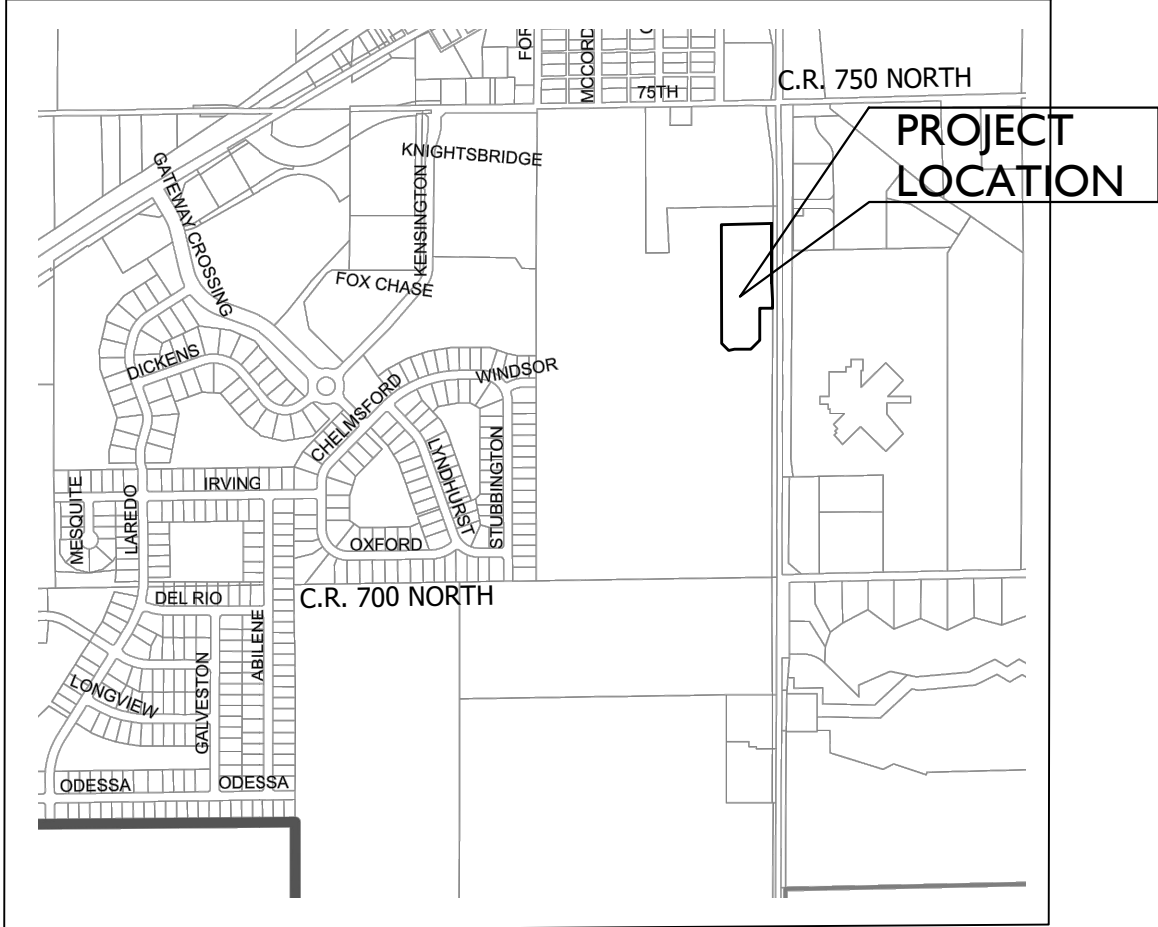 FOR
MCCORD
75TH
C.R. 750 NORTH
PROJECT
LOCATION
KNIGHTSBRIDGE
GATEWAY CROSSING
KENSINGTON
FOX CHASE
DICKENS
WINDSOR
CHELMSFORD
LYNDHURST
STUBBINGTON
IRVING
MESQUITE
LAREDO
OXFORD
DEL RIO
C.R. 700 NORTH
ABILENE
LONGVIEW
GALVESTON
ODESSA
ODESSA